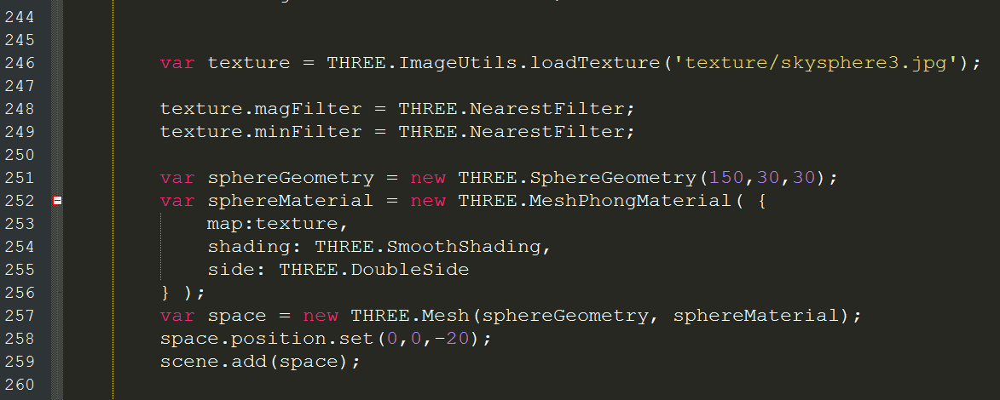 244
245
246 var texture = THREE.ImageUtils.loadTexture('texture/skysphere3.jpg');
247
248 texture.magFilter = THREE.NearestFilter;
249 texture.minFilter = THREE.NearestFilter;
250
251 var sphereGeometry = new THREE.SphereGeometry(150,30,30);
252 var sphereMaterial = new THREE.MeshPhongMaterial( {
253 map:texture,
254 shading: THREE.SmoothShading,
255 side: THREE.DoubleSide
256 } );
257 var space = new THREE.Mesh(sphereGeometry, sphereMaterial);
258 space.position.set(0,0,-20);
259 scene.add(space);
260